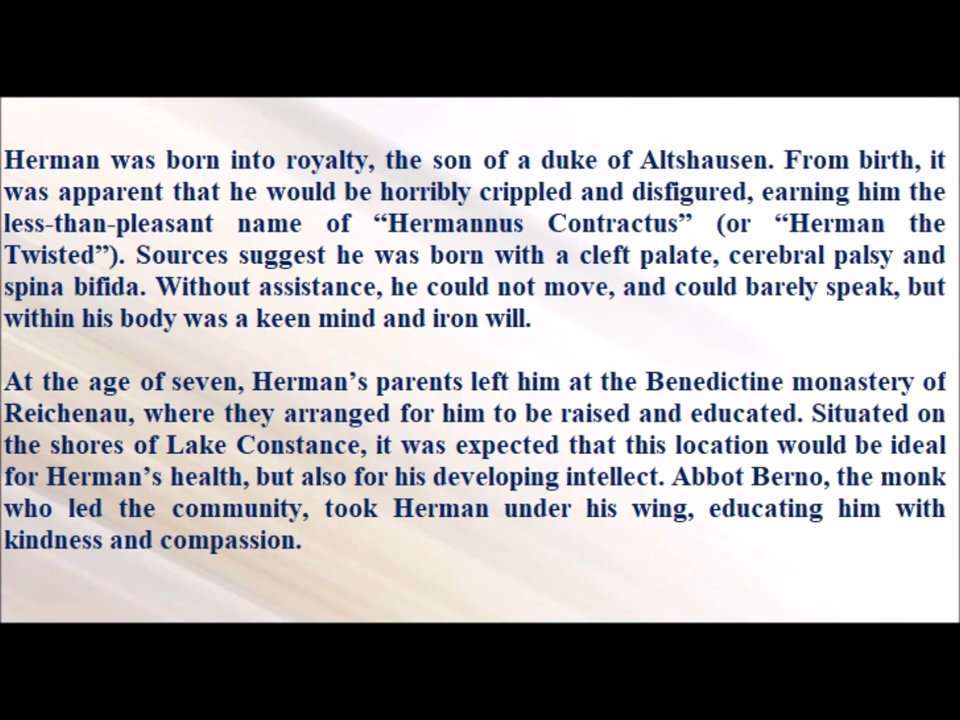 Herman was born into royalty, the son of a duke of Altshausen. From birth, it
was apparent that he would be horribly crippled and disfigured, earning him the
less-than-pleasant name of “Hermannus Contractus” (or “Herman the
Twisted”). Sources suggest he was born with a cleft palate, cerebral palsy and
spina bifida. Without assistance, he could not move, and could barely speak, but
within his body was a keen mind and iron will.
At the age of seven, Herman’s parents left him at the Benedictine monastery of
Reichenau, where they arranged for him to be raised and educated. Situated on
the shores of Lake Constance, it was expected that this location would be ideal
for Herman’s health, but also for his developing intellect. Abbot Berno, the monk
who led the community, took Herman under his wing, educating him with
kindness and compassion.